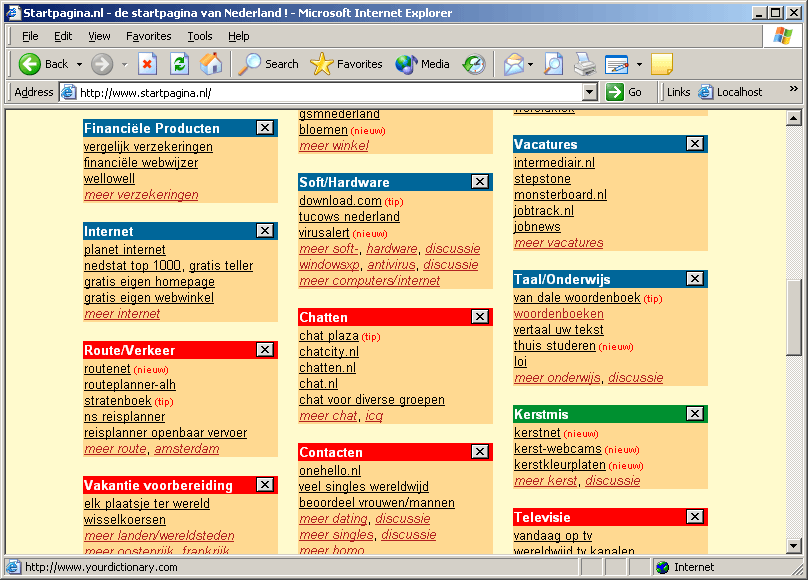 Startpagina.nl - de startpagina van Nederland ! - Microsoft Internet Explorer
File Edit View Favorites Tools Help
Back Search Favorites Media
Address http://www.startpagina.nl/ Go Links Localhost »
Financiële Producten
vergelijk verzekeringen
financiële webwijzer
wellowell
meer verzekeringen
Internet
planet internet
nedstat top 1000, gratis teller
gratis eigen homepage
gratis eigen webwinkel
meer internet
Route/Verkeer
routenet (nieuw)
routeplanner-alh
stratenboek (tip)
ns reisplanner
reisplanner openbaar vervoer
meer route, amsterdam
Vakantie voorbereiding
elk plaatsje ter wereld
wisselkoersen
meer landen/wereldsteden
meer oostenrijk, frankrijk
gsmnederland
bloemen (nieuw)
meer winkel
Soft/Hardware
download.com (tip)
tucows nederland
virusalert (nieuw)
meer soft-, hardware, discussie
windowsxp, antivirus, discussie
meer computers/internet
Chatten
chat plaza (tip)
chatcity.nl
chatten.nl
chat.nl
chat voor diverse groepen
meer chat, icq
Contacten
onehello.nl
veel singles wereldwijd
beoordeel vrouwen/mannen
meer dating, discussie
meer singles, discussie
meer homo
Vacatures
intermediair.nl
stepstone
monsterboard.nl
jobtrack.nl
jobnews
meer vacatures
Taal/Onderwijs
van dale woordenboek (tip)
woordenboeken
vertaal uw tekst
thuis studeren (nieuw)
loi
meer onderwijs, discussie
Kerstmis
kerstnet (nieuw)
kerst-webcams (nieuw)
kerstkleurplaten (nieuw)
meer kerst, discussie
Televisie
vandaag op tv
wereldwijd tv kanalen
http://www.yourdictionary.com Internet